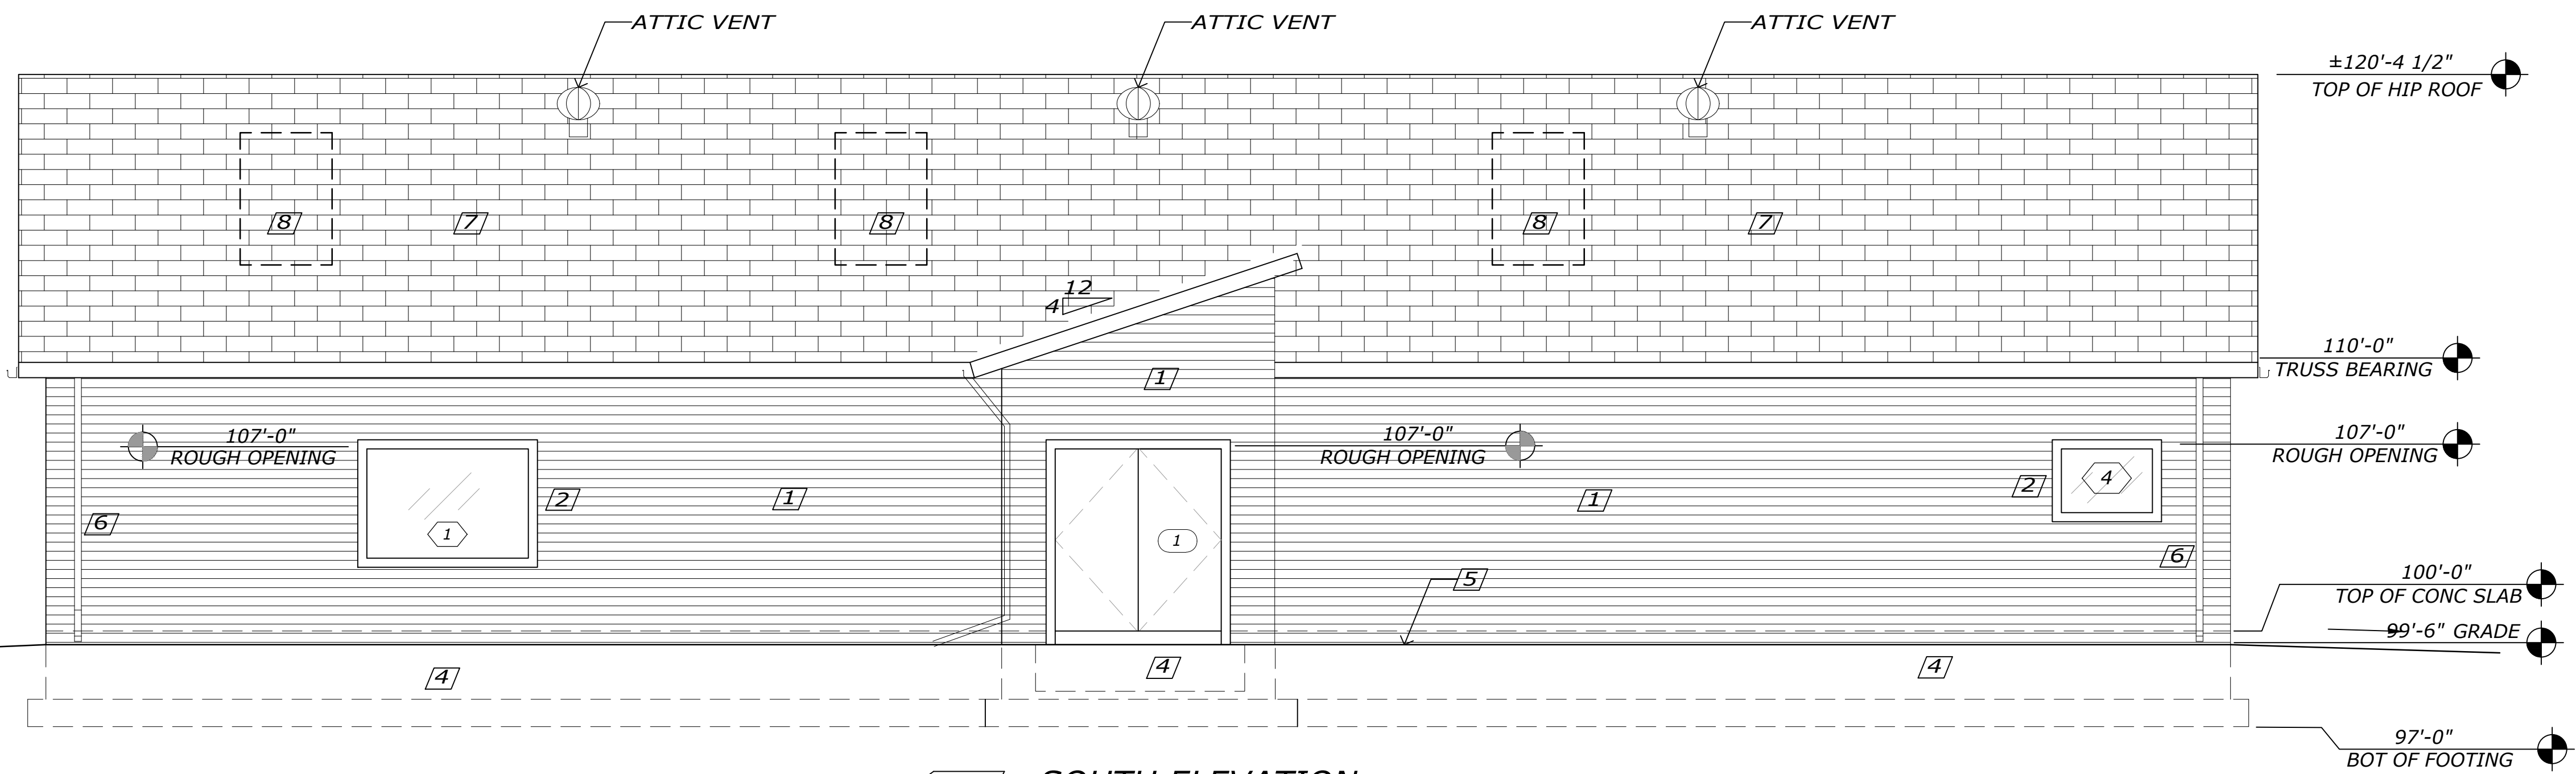 ATTIC VENT
ATTIC VENT
ATTIC VENT
±120'-4 1/2"
TOP OF HIP ROOF
8
7
8
8
7
12
4
110'-0"
TRUSS BEARING
1
107'-0"
ROUGH OPENING
107'-0"
ROUGH OPENING
107'-0"
ROUGH OPENING
6
1
2
1
1
1
2
4
6
5
100'-0"
TOP OF CONC SLAB
99'-6" GRADE
4
4
4
97'-0"
BOT OF FOOTING
SOUTH ELEVATION